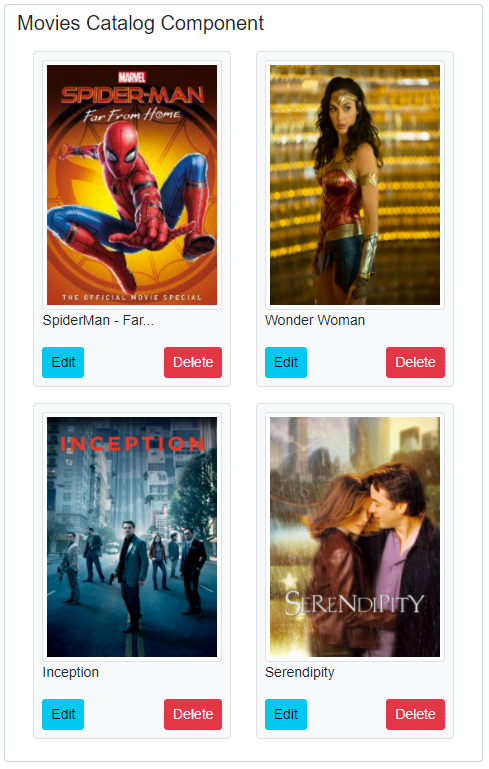 Movies Catalog Component
MARVEL
SPIDER-MAN
Far From Home
THE OFFICIAL MOVIE SPECIAL
SpiderMan - Far...
Edit
Delete
Wonder Woman
Edit
Delete
INCEPTION
Inception
Edit
Delete
SERENDIPITY
Serendipity
Edit
Delete